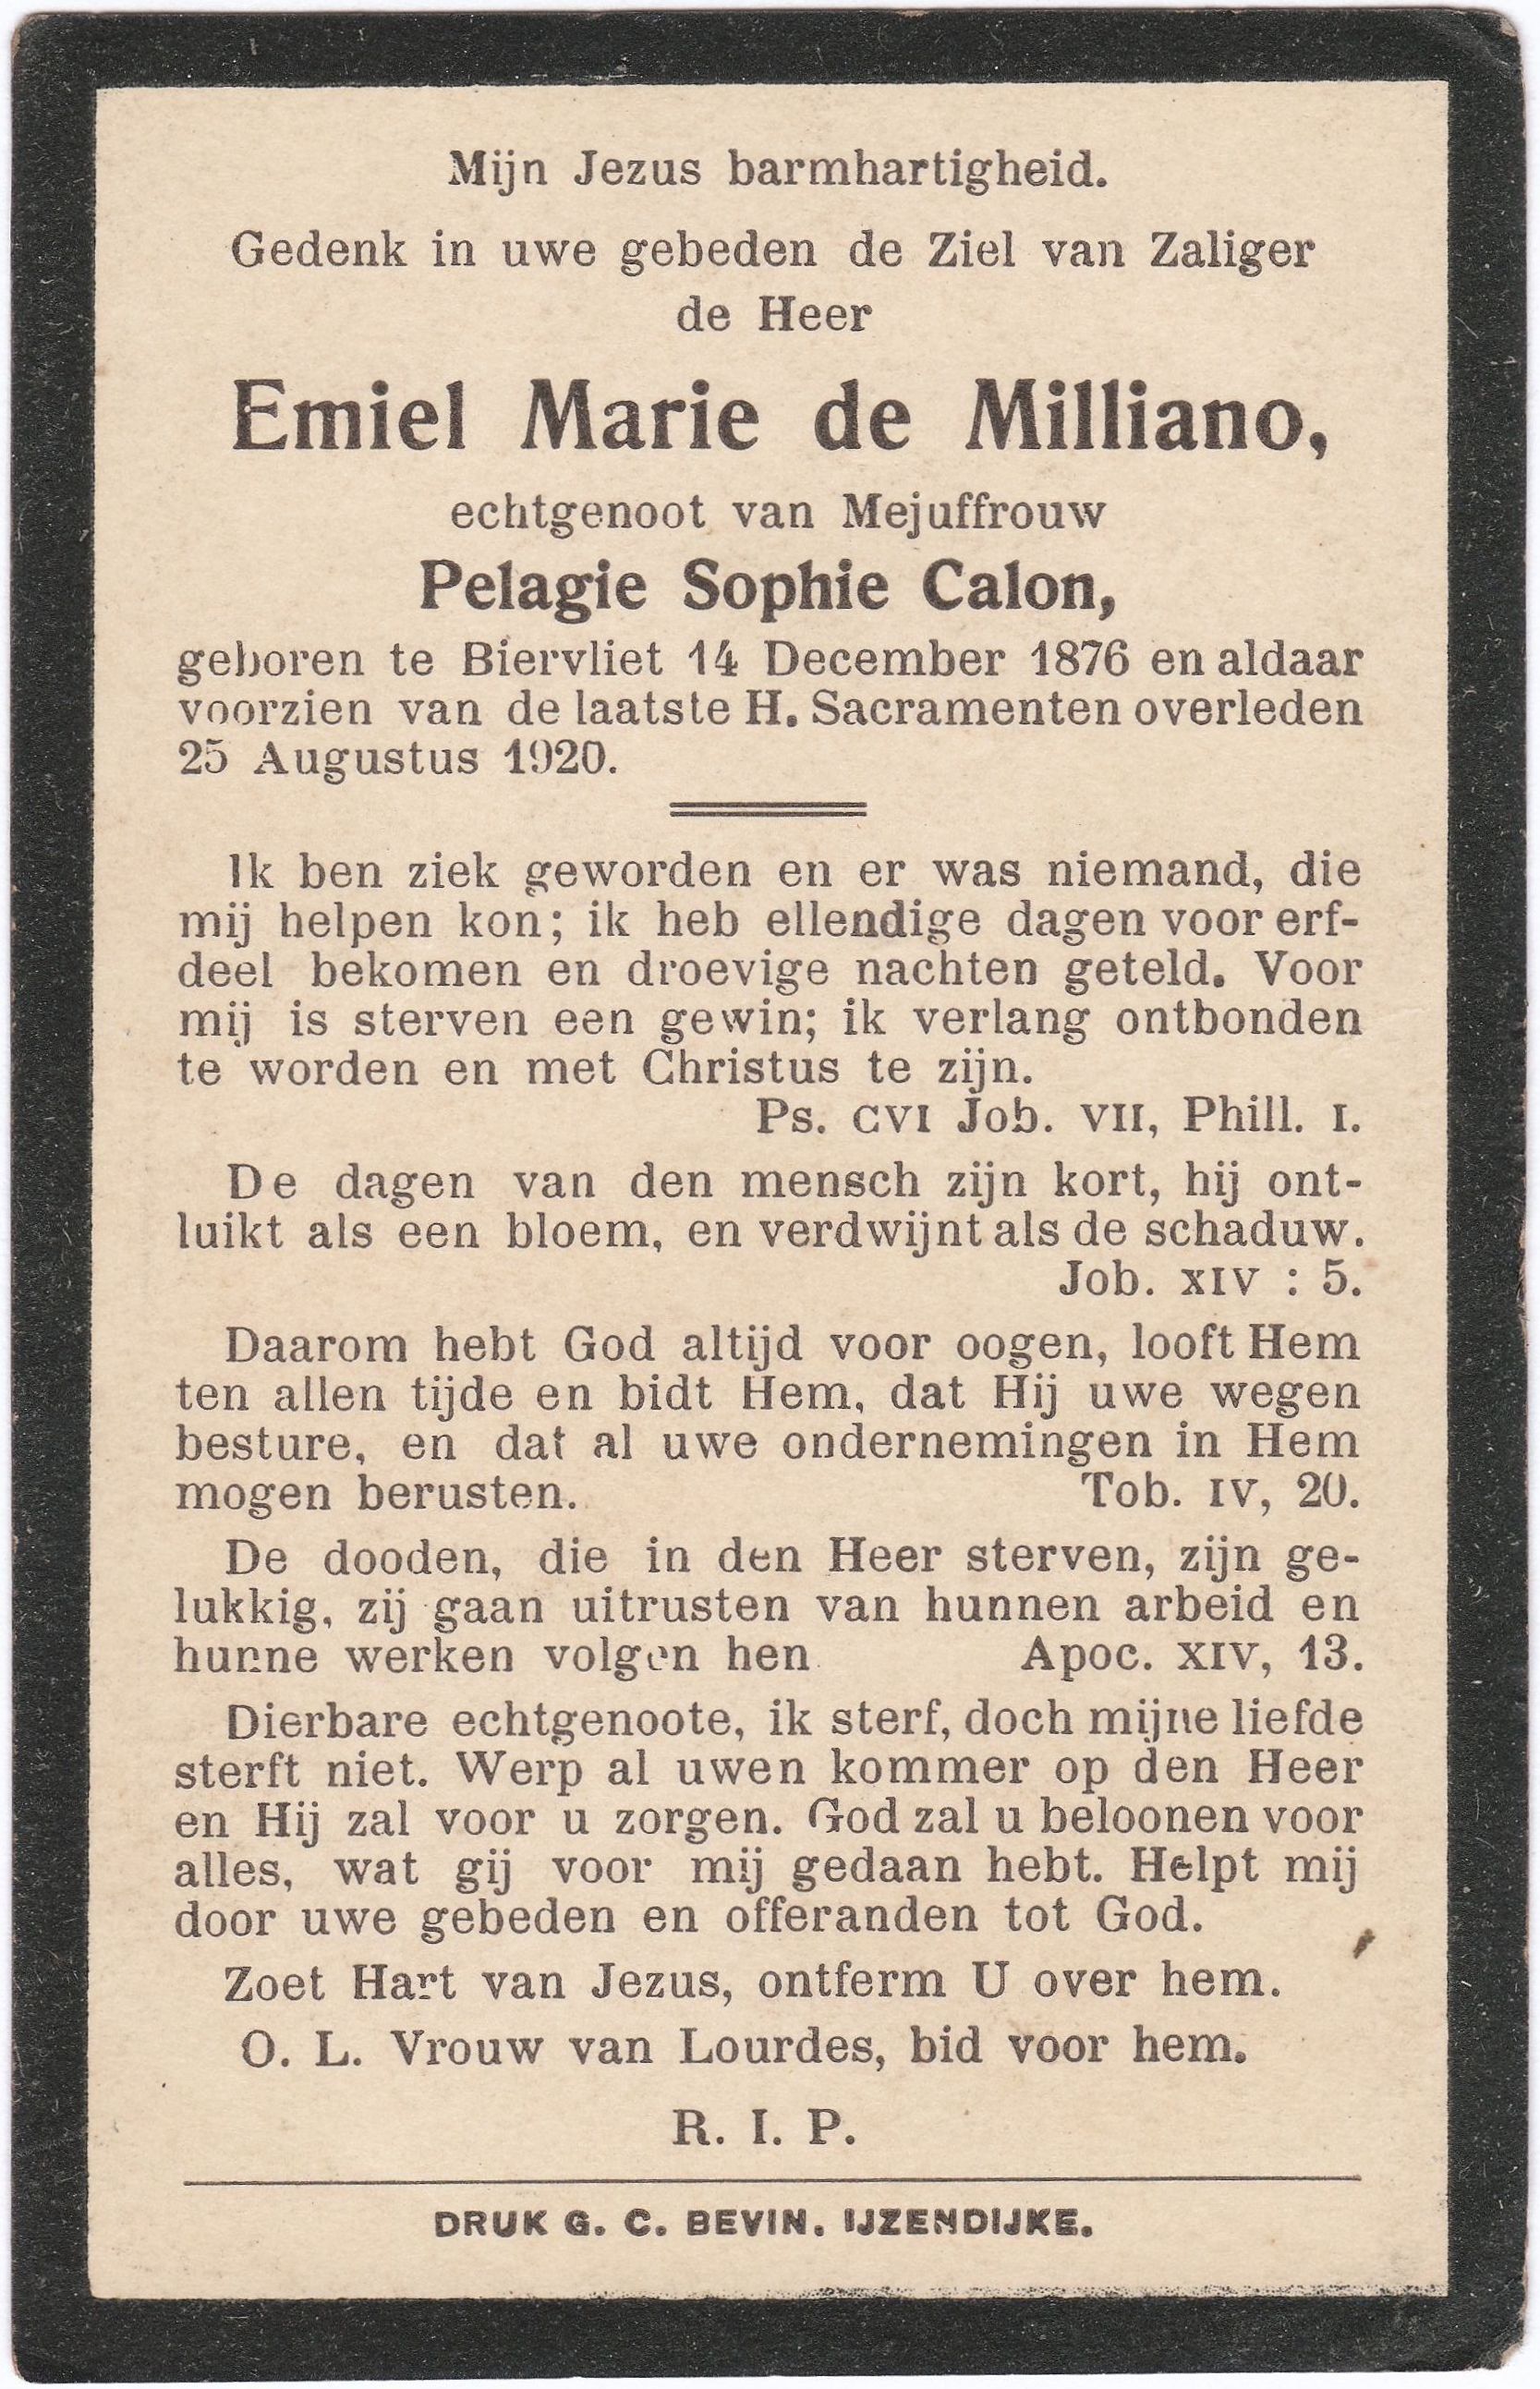 Mijn Jezus barmhartigheid.
Gedenk in uwe gebeden de Ziel van Zaliger
de Heer
Emiel Marie de Milliano,
echtgenoot van Mejuffrouw
Pelagie Sophie Calon,
geboren te Biervliet 14 December 1876 en aldaar
voorzien van de laatste H. Sacramenten overleden
25 Augustus 1920.
Ik ben ziek geworden en er was niemand, die
mij helpen kon; ik heb ellendige dagen voor erf-
deel bekomen en droevige nachten geteld. Voor
mij is sterven een gewin; ik verlang ontbonden
te worden en met Christus te zijn.
Ps. CVI Job. VII, Phill. I.
De dagen van den mensch zijn kort, hij ont-
luikt als een bloem, en verdwijnt als de schaduw.
Job. XIV : 5.
Daarom hebt God altijd voor oogen, looft Hem
ten allen tijde en bidt Hem, dat Hij uwe wegen
besture, en dat al uwe ondernemingen in Hem
mogen berusten. Tob. IV, 20.
De dooden, die in den Heer sterven, zijn ge-
lukkig, zij gaan uitrusten van hunnen arbeid en
hunne werken volgen hen. Apoc. XIV, 13.
Dierbare echtgenoote, ik sterf, doch mijne liefde
sterft niet. Werp al uwen kommer op den Heer
en Hij zal voor u zorgen. God zal u beloonen voor
alles, wat gij voor mij gedaan hebt. Helpt mij
door uwe gebeden en offeranden tot God.
Zoet Hart van Jezus, ontferm U over hem.
O. L. Vrouw van Lourdes, bid voor hem.
R. I. P.
DRUK G. C. BEVIN. IJZENDIJKE.